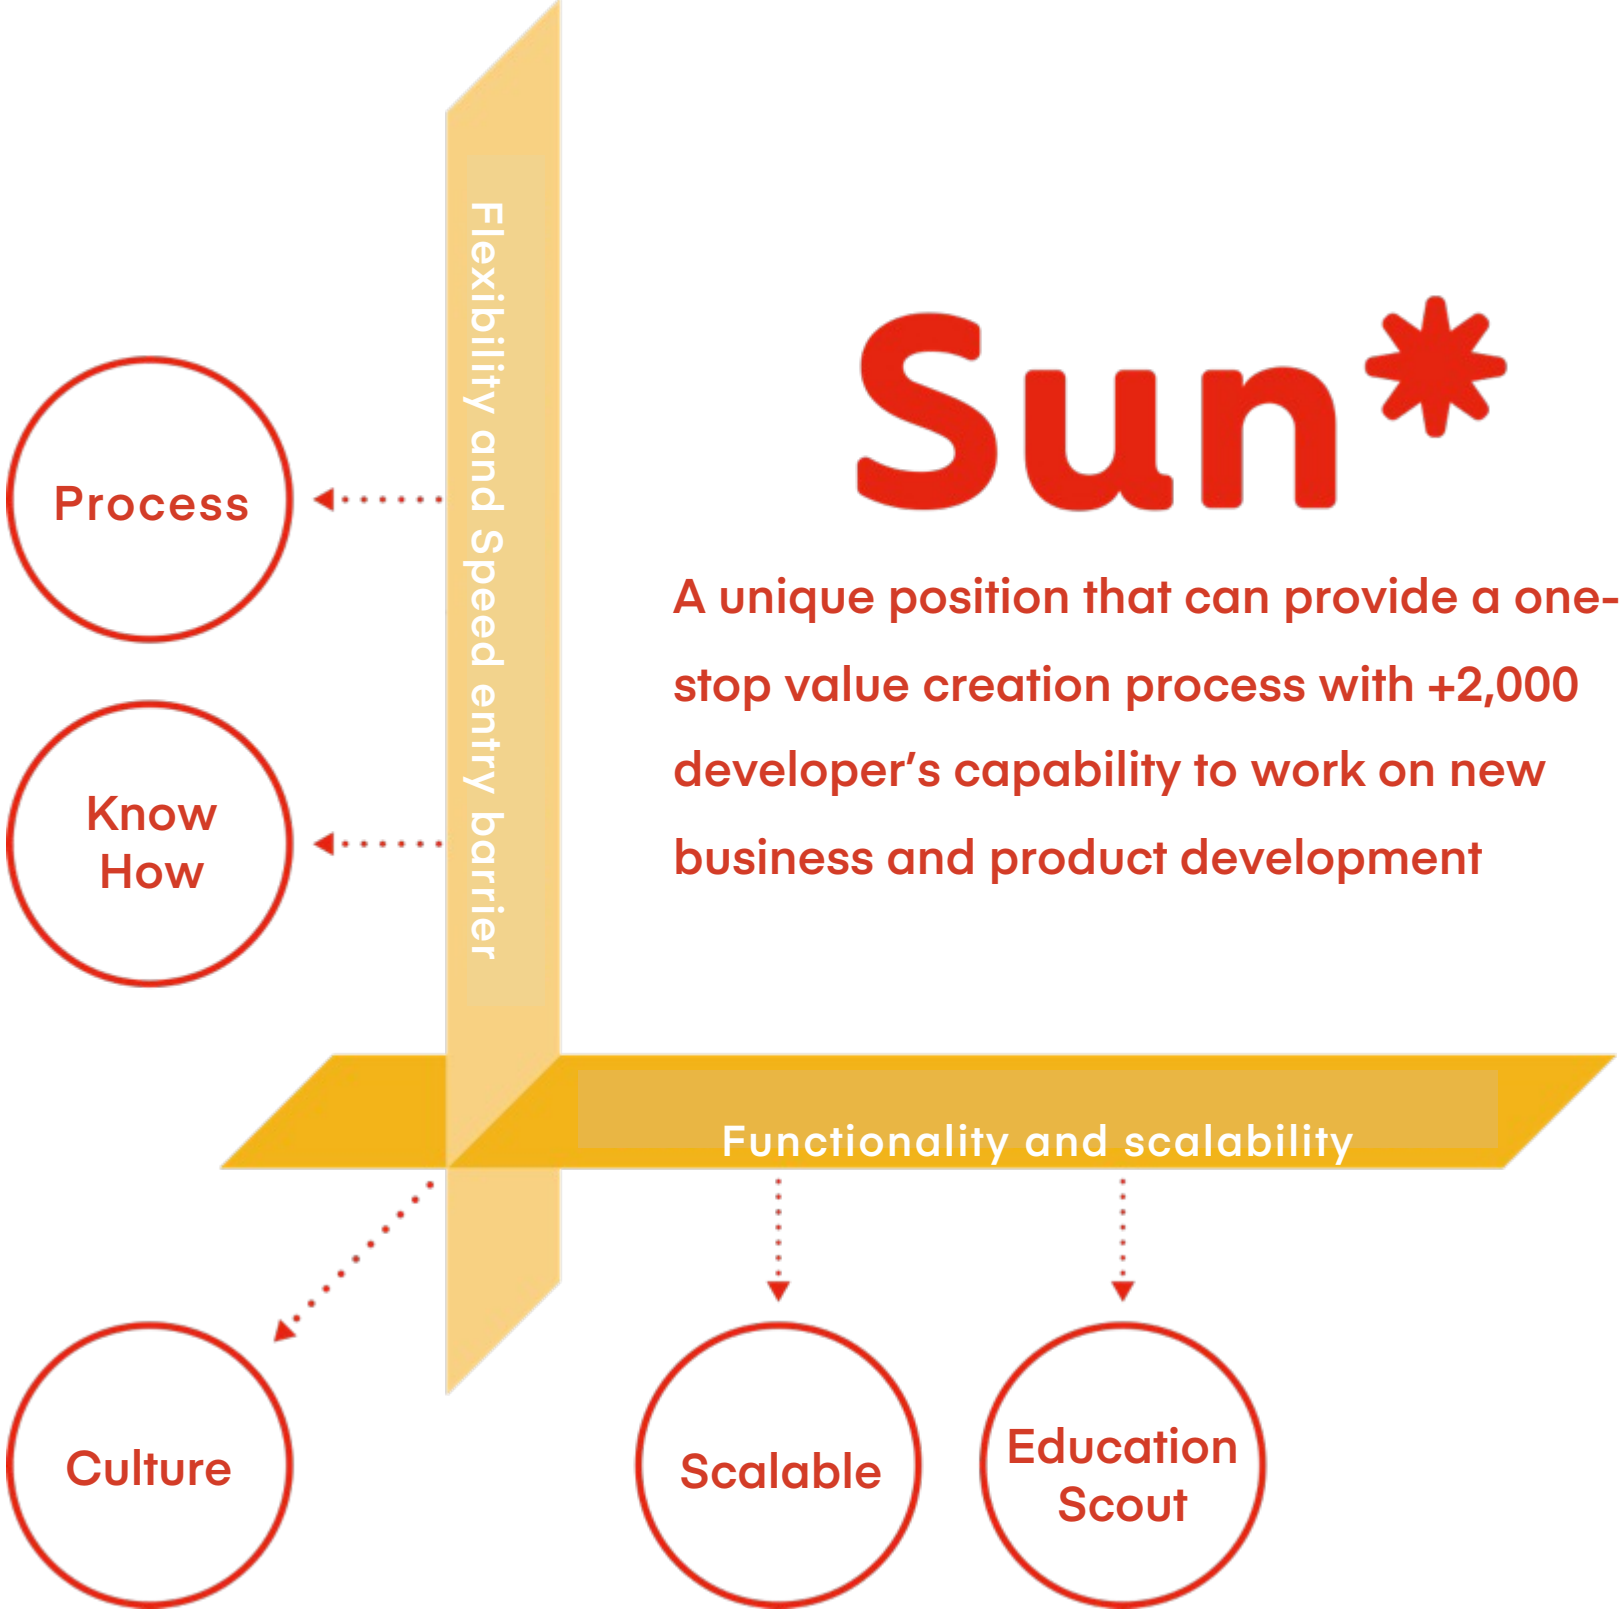 Flexibility and Speed entry barrier
Sun*
A unique position that can provide a one-
stop value creation process with +2,000
developer’s capability to work on new
business and product development
Process
Know
How
Functionality and scalability
Culture
Scalable
Education
Scout